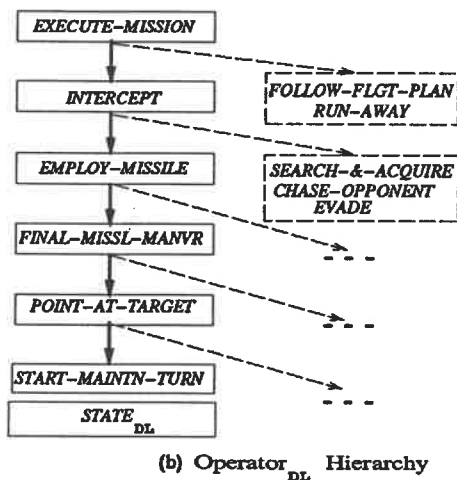 EXECUTE–MISSION
INTERCEPT
FOLLOW–FLGT–PLAN
RUN–AWAY
EMPLOY–MISSILE
SEARCH–&–ACQUIRE
CHASE–OPPONENT
EVADE
FINAL–MISSL–MANVR
- - -
POINT–AT–TARGET
- - -
START–MAINTN–TURN
- - -
STATE DL
(b) Operator DL Hierarchy